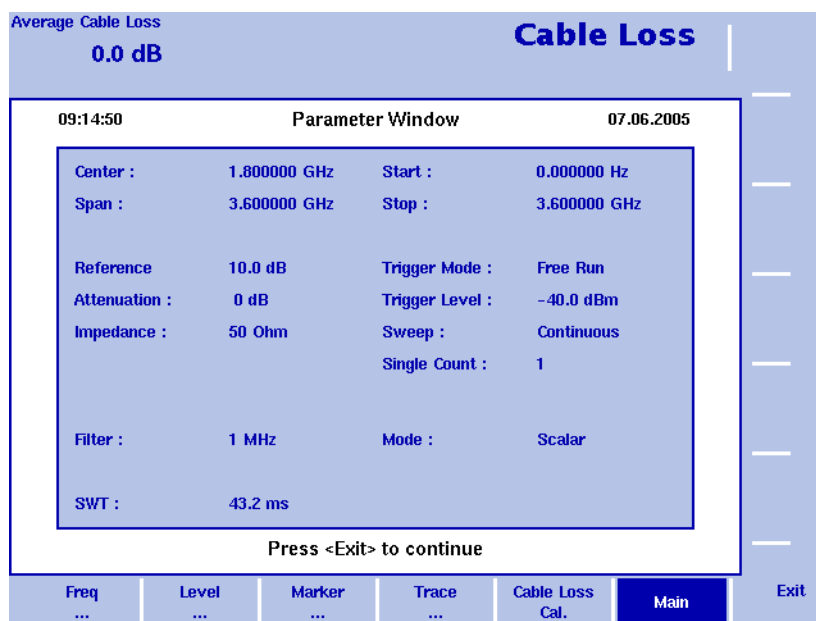 Average Cable Loss
0.0 dB
Cable Loss
09:14:50 Parameter Window 07.06.2005
Center : 1.800000 GHz Start : 0.000000 Hz
Span : 3.600000 GHz Stop : 3.600000 GHz
Reference 10.0 dB Trigger Mode : Free Run
Attenuation : 0 dB Trigger Level : -40.0 dBm
Impedance : 50 Ohm Sweep : Continuous
Single Count : 1
Filter : 1 MHz Mode : Scalar
SWT : 43.2 ms
Press <Exit> to continue
Freq ... Level ... Marker ... Trace ... Cable Loss Cal. Main Exit